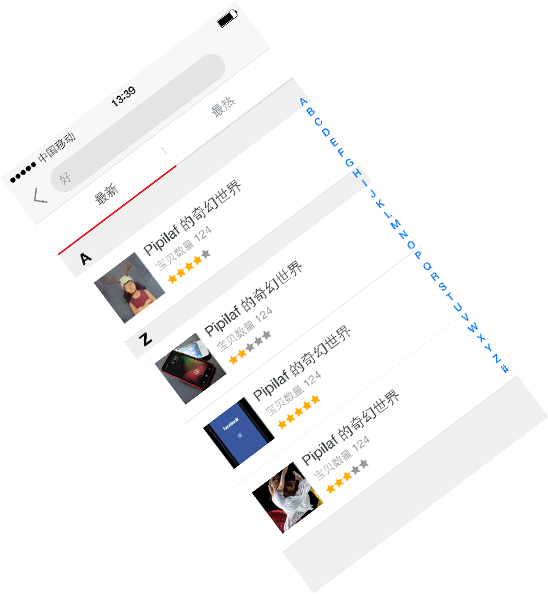 中国移动
13:39
好
最新
最热
A
Pipilaf 的奇幻世界
宝贝数量 124
Z
Pipilaf 的奇幻世界
宝贝数量 124
facebook
Pipilaf 的奇幻世界
宝贝数量 124
Pipilaf 的奇幻世界
宝贝数量 124
A
B
C
D
E
F
G
H
I
J
K
L
M
N
O
P
Q
R
S
T
U
V
W
X
Y
Z
#